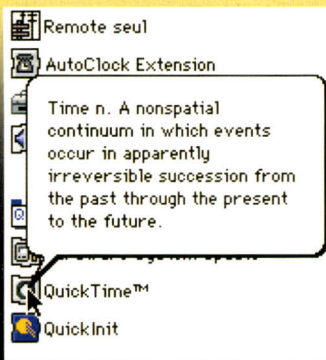 Remote seul
AutoClock Extension
Time n. A nonspatial
continuum in which events
occur in apparently
irreversible succession from
the past through the present
to the future.
QuickTime™
QuickInit